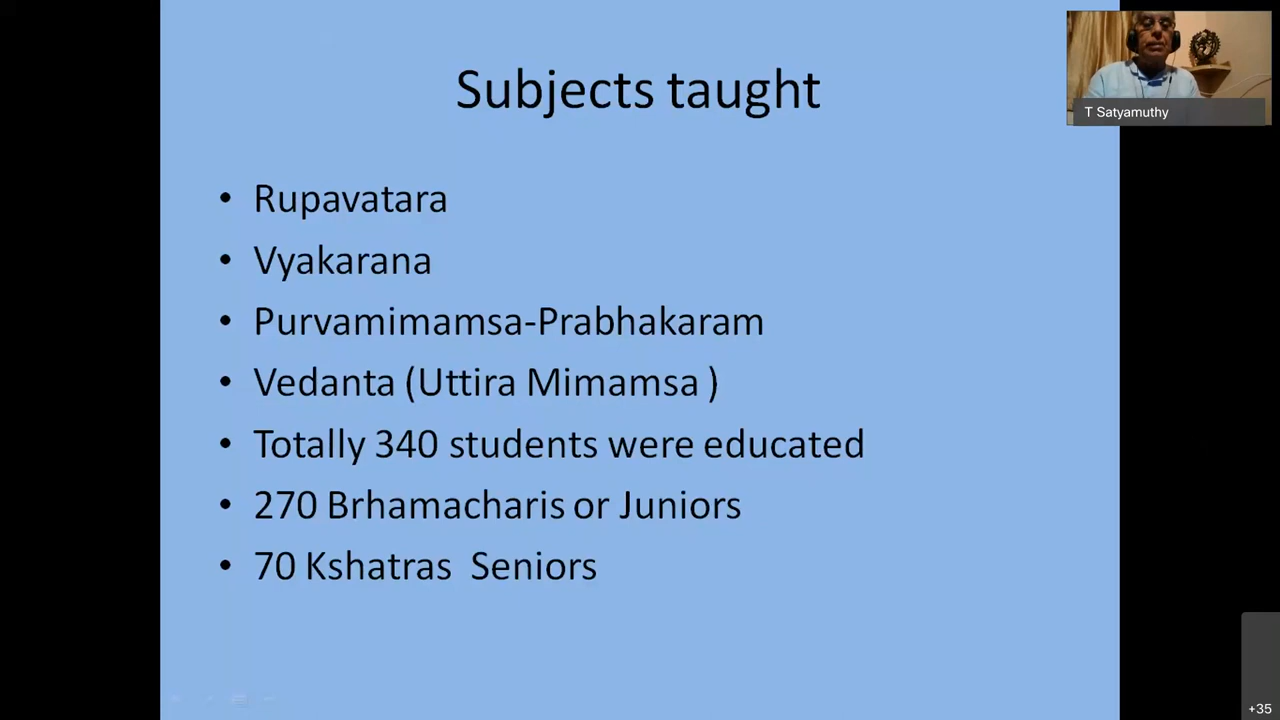 Subjects taught
T Satyamuthy
• Rupavatara
• Vyakarana
• Purvamimamsa-Prabhakaram
• Vedanta (Uttira Mimamsa )
• Totally 340 students were educated
• 270 Brhamacharis or Juniors
• 70 Kshatras  Seniors
+35